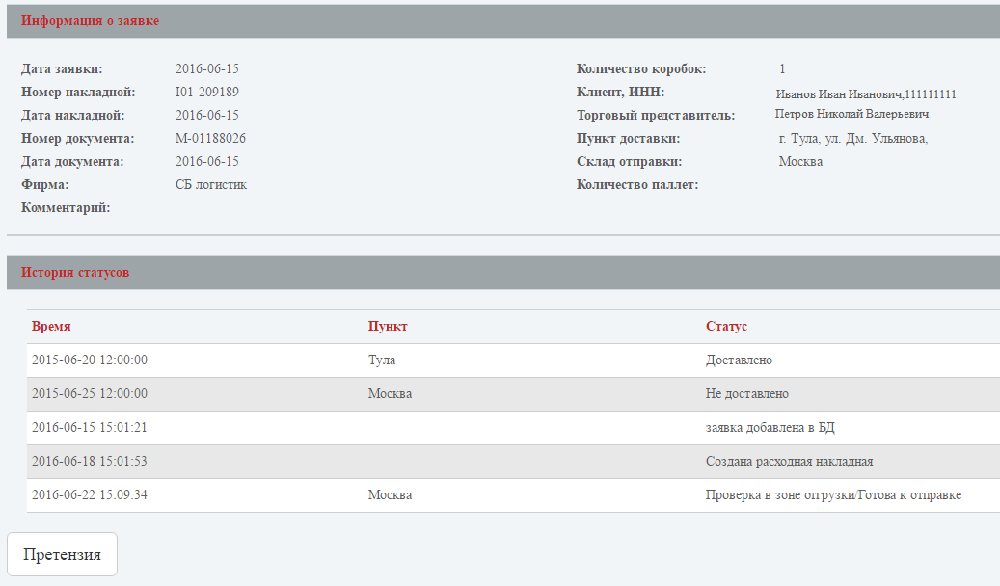 Информация о заявке
Дата заявки: 2016-06-15
Номер накладной: I01-209189
Дата накладной: 2016-06-15
Номер документа: М-01188026
Дата документа: 2016-06-15
Фирма: СБ логистик
Комментарий:
Количество коробок: 1
Клиент, ИНН: Иванов Иван Иванович,111111111
Торговый представитель: Петров Николай Валерьевич
Пункт доставки: г. Тула, ул. Дм. Ульянова,
Склад отправки: Москва
Количество паллет:
История статусов
Время Пункт Статус
2015-06-20 12:00:00 Тула Доставлено
2015-06-25 12:00:00 Москва Не доставлено
2016-06-15 15:01:21 заявка добавлена в БД
2016-06-18 15:01:53 Создана расходная накладная
2016-06-22 15:09:34 Москва Проверка в зоне отгрузки/Готова к отправке
Претензия